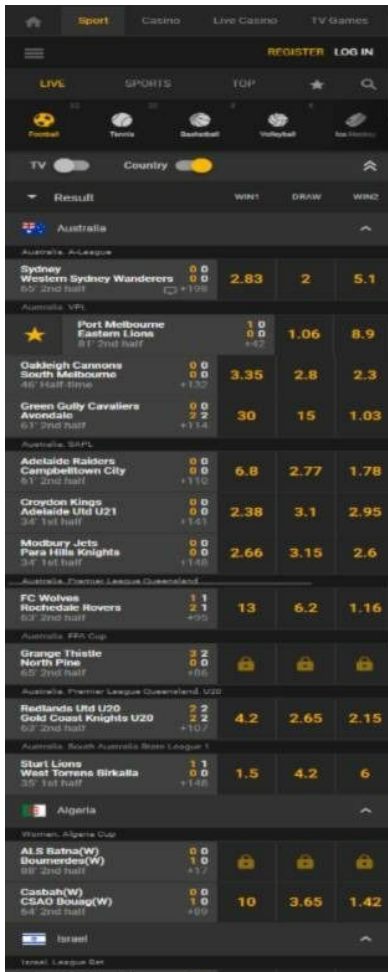 Sport Casino Live Casino TV Games
REGISTER LOG IN
LIVE SPORTS TOP
Football Tennis Basketball Volleyball Ice Hockey
TV Country
Result WIN1 DRAW WIN2
Australia
Australia. A-League
Sydney 0 0
Western Sydney Wanderers 0 0 2.83 2 5.1
65' 2nd half +198
Australia. VPL
Port Melbourne 1 0
Eastern Lions 0 0 1.06 8.9
81' 2nd half +42
Oakleigh Cannons 0 0
South Melbourne 0 0 3.35 2.8 2.3
46' Half-time +132
Green Gully Cavaliers 0 0
Avondale 2 2 30 15 1.03
61' 2nd half +114
Australia. SAPL
Adelaide Raiders 0 0
Campbelltown City 0 0 6.8 2.77 1.78
61' 2nd half +110
Croydon Kings 0 0
Adelaide Utd U21 0 0 2.38 3.1 2.95
34' 1st half +141
Modbury Jets 0 0
Para Hills Knights 0 0 2.66 3.15 2.6
34' 1st half +148
Australia. Premier League Queensland
FC Wolves 1 1
Rochedale Rovers 2 1 13 6.2 1.16
63' 2nd half +95
Australia. FFA Cup
Grange Thistle 3 2
North Pine 0 0
65' 2nd half +86
Australia. Premier League Queensland. U20
Redlands Utd U20 2 2
Gold Coast Knights U20 2 2 4.2 2.65 2.15
63' 2nd half +107
Australia. South Australia State League 1
Sturt Lions 1 1
West Torrens Birkalla 0 0 1.5 4.2 6
35' 1st half +148
Algeria
Women. Algeria Cup
ALS Batna(W) 0 0
Boumerdes(W) 1 0
88' 2nd half +17
Casbah(W) 0 0
CSAO Bouag(W) 1 0 10 3.65 1.42
64' 2nd half +89
Israel
Israel. League Bet